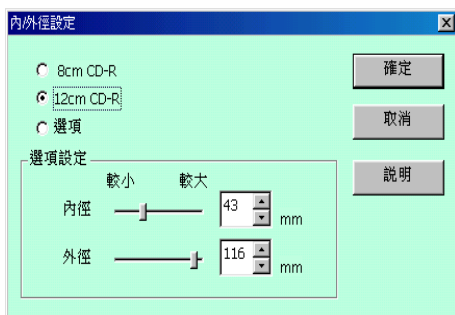 內/外徑設定
8cm CD-R
12cm CD-R
選項
選項設定
較小 較大
內徑 43 mm
外徑 116 mm
確定
取消
說明